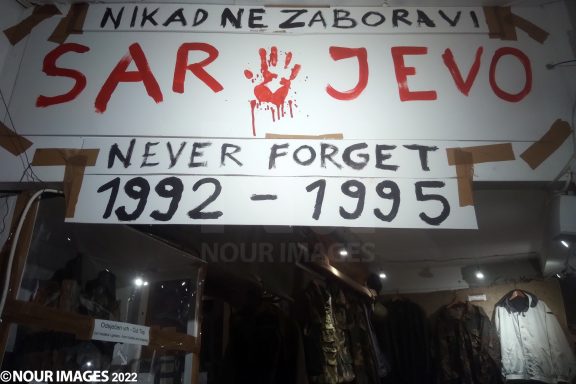 NIKAD NE ZABORAVI
SAR JEVO
NEVER FORGET
1992 - 1995
NOUR IMAGES
©NOUR IMAGES 2022